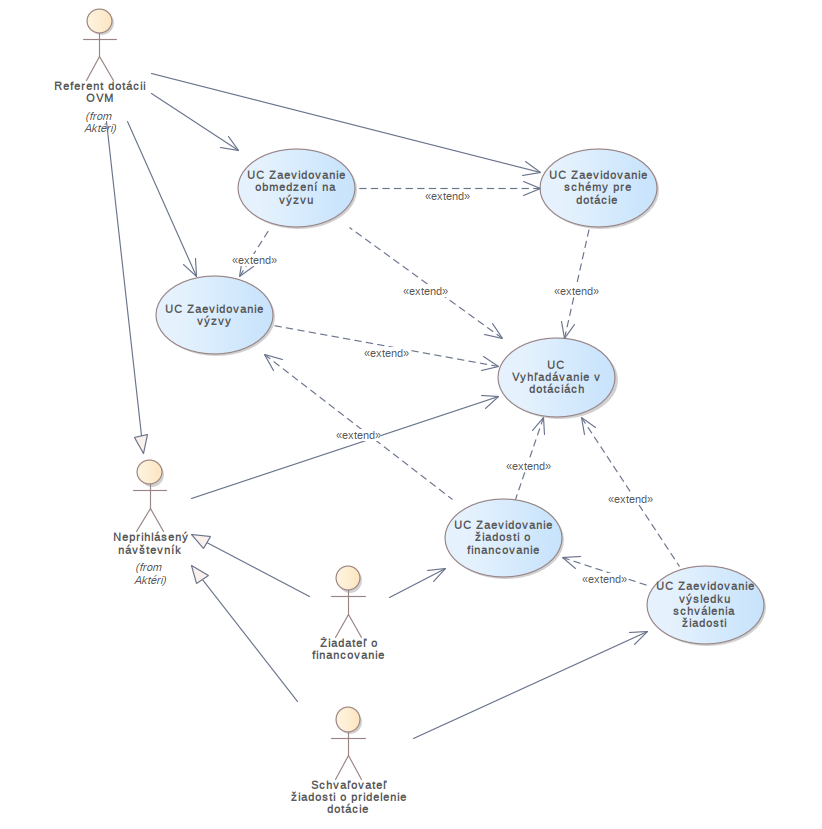 Referent dotácii
OVM
(from
Aktéri)
UC Zaevidovanie
obmedzení na
výzvu
UC Zaevidovanie
schémy pre
dotácie
«extend»
«extend»
«extend»
«extend»
UC Zaevidovanie
výzvy
«extend»
UC
Vyhľadávanie v
dotáciách
«extend»
«extend»
«extend»
Neprihlásený
návštevník
(from
Aktéri)
UC Zaevidovanie
žiadosti o
financovanie
«extend»
UC Zaevidovanie
výsledku
schválenia
žiadosti
Žiadateľ o
financovanie
Schvaľovateľ
žiadosti o pridelenie
dotácie